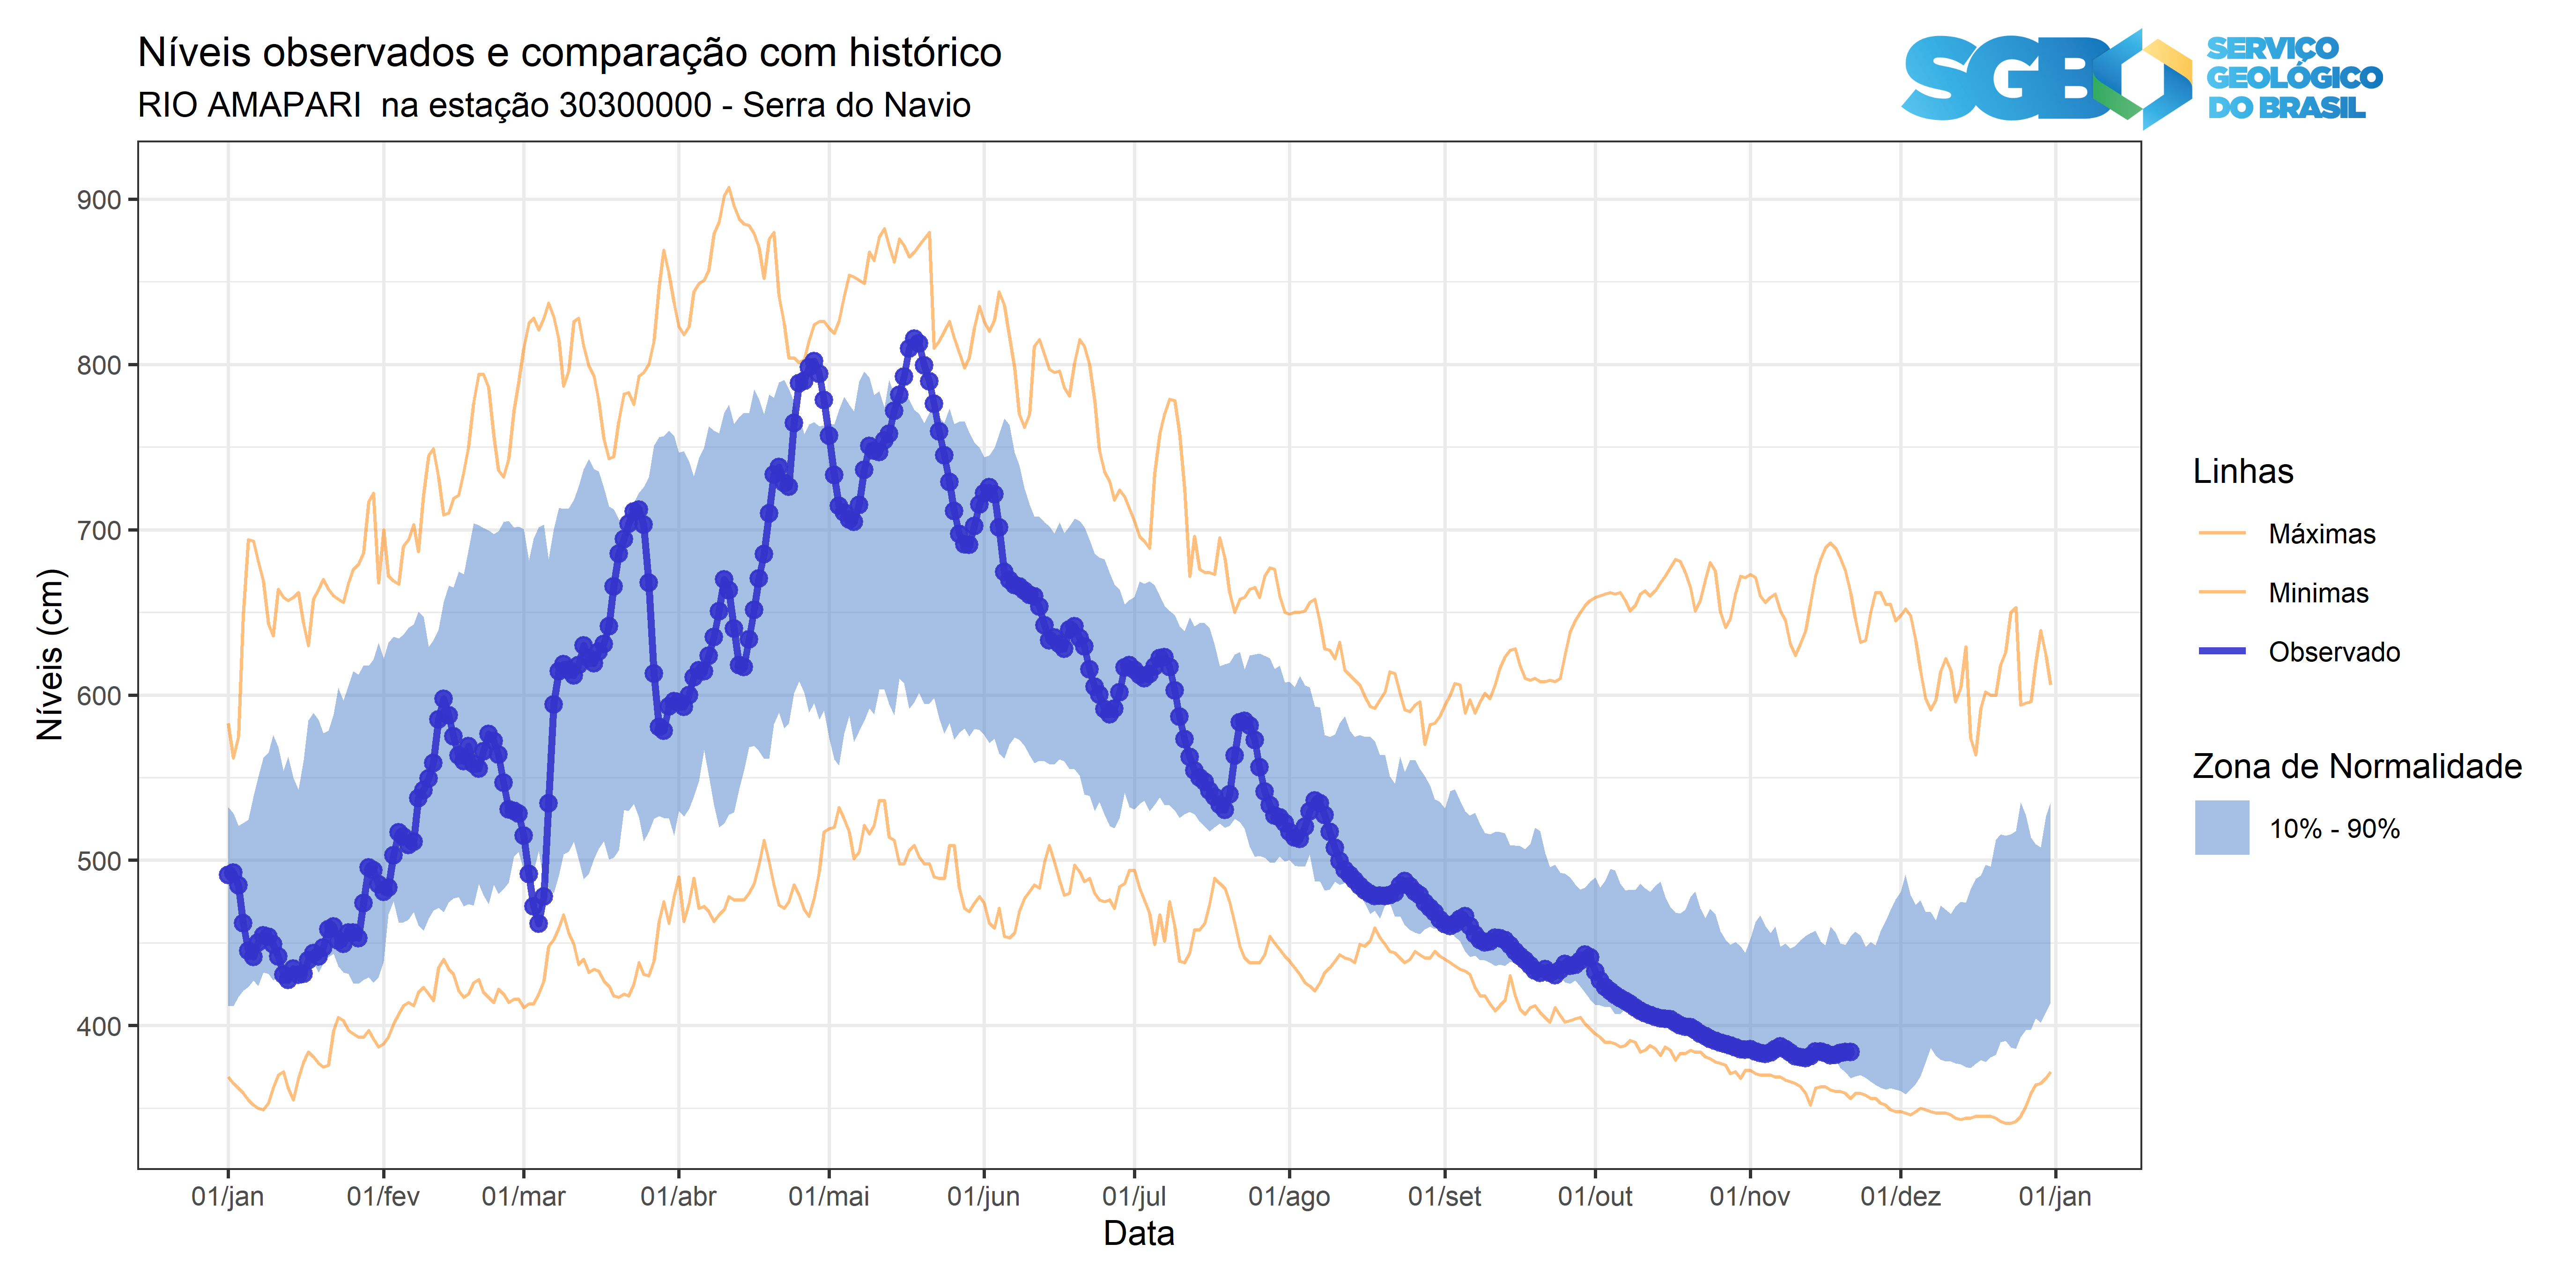 Níveis observados e comparação com histórico
RIO AMAPARI  na estação 30300000 - Serra do Navio
SGB
SERVIÇO
GEOLÓGICO
DO BRASIL
Níveis (cm)
900
800
700
600
500
400
01/jan
01/fev
01/mar
01/abr
01/mai
01/jun
01/jul
01/ago
01/set
01/out
01/nov
01/dez
01/jan
Data
Linhas
Máximas
Minimas
Observado
Zona de Normalidade
10% - 90%